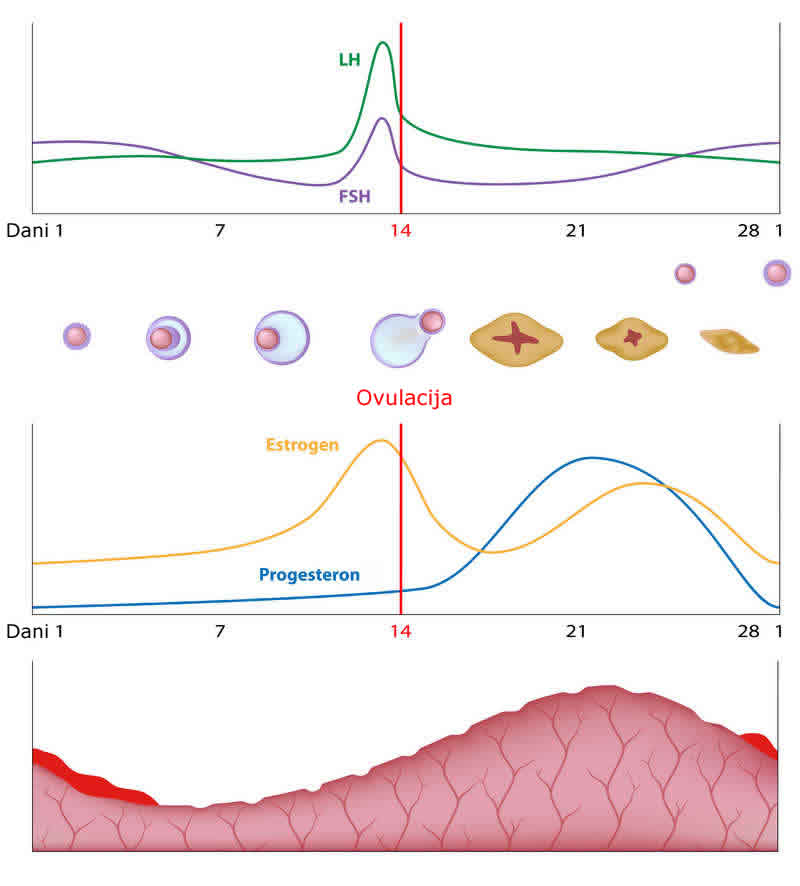 LH
FSH
Dani 1 7 14 21 28 1
Ovulacija
Estrogen
Progesteron
Dani 1 7 14 21 28 1